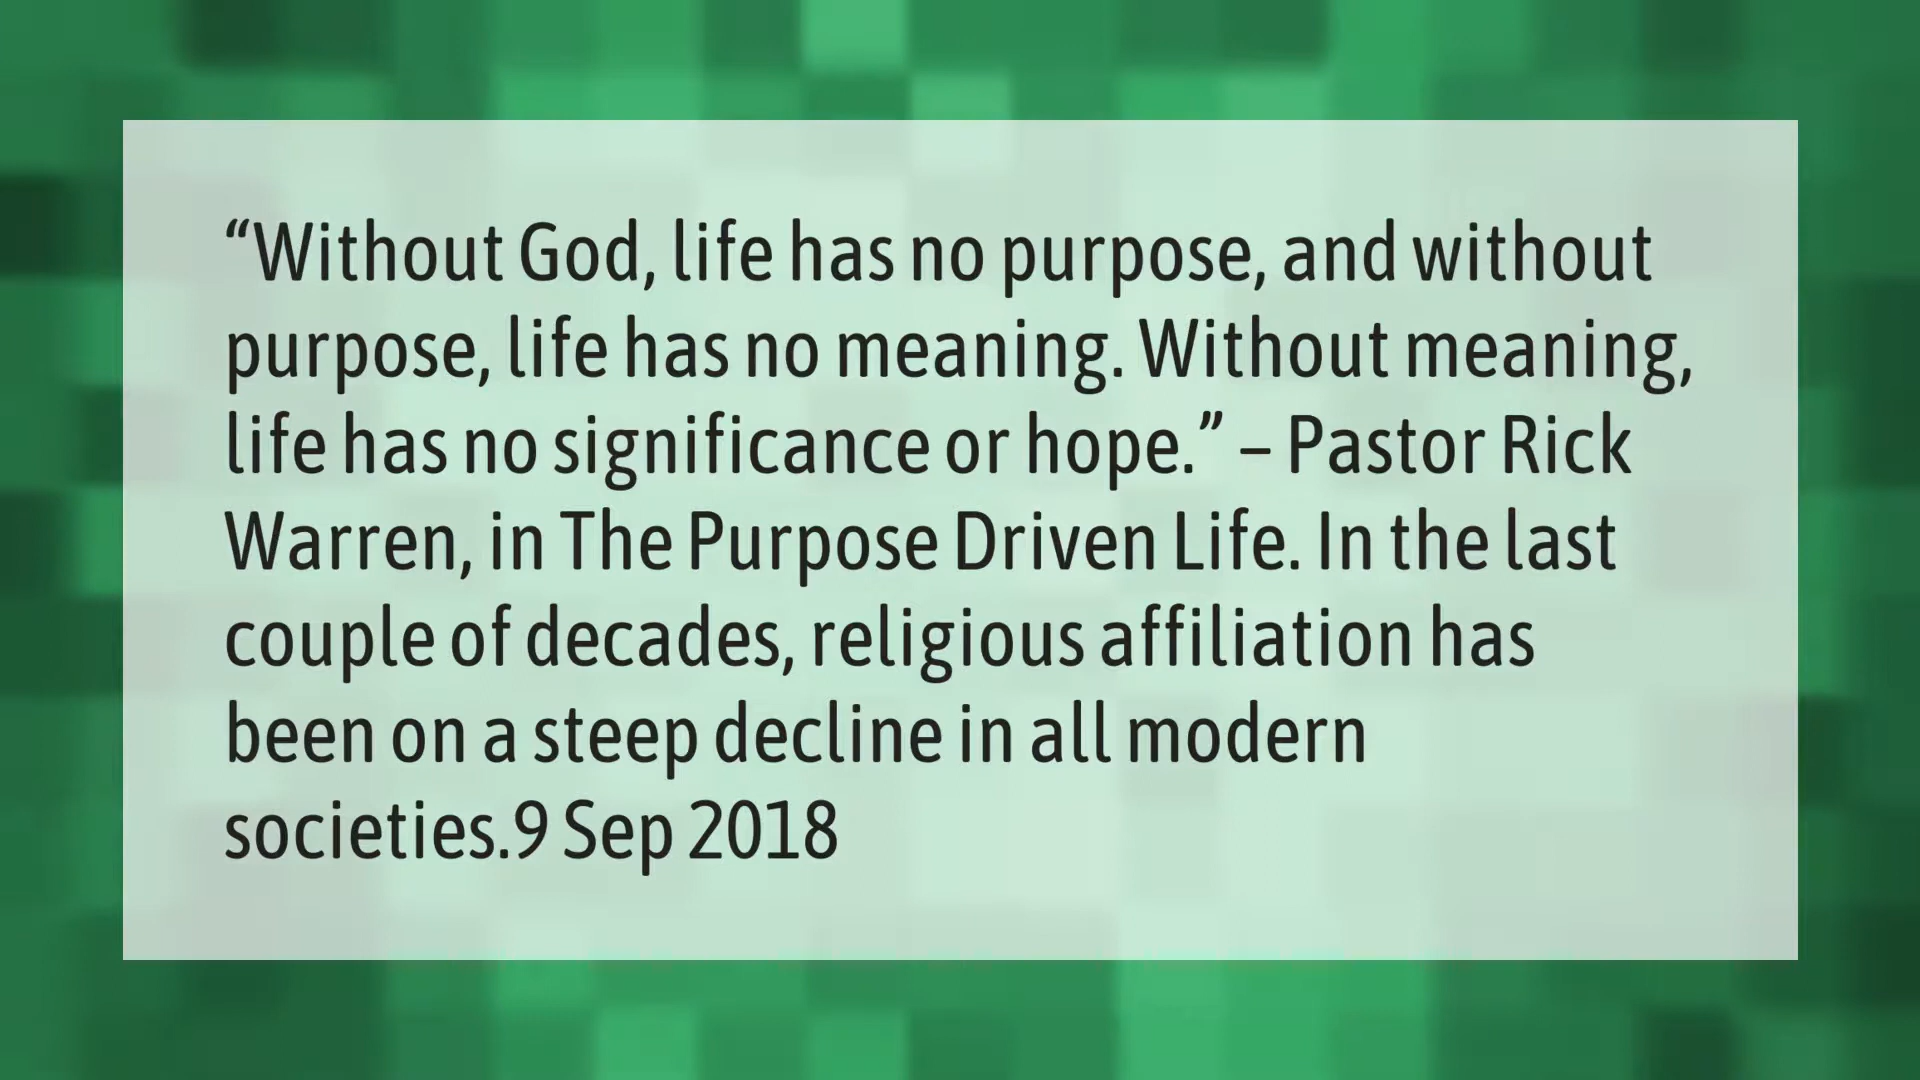 “Without God, life has no purpose, and without
purpose, life has no meaning. Without meaning,
life has no significance or hope.” – Pastor Rick
Warren, in The Purpose Driven Life. In the last
couple of decades, religious affiliation has
been on a steep decline in all modern
societies.9 Sep 2018